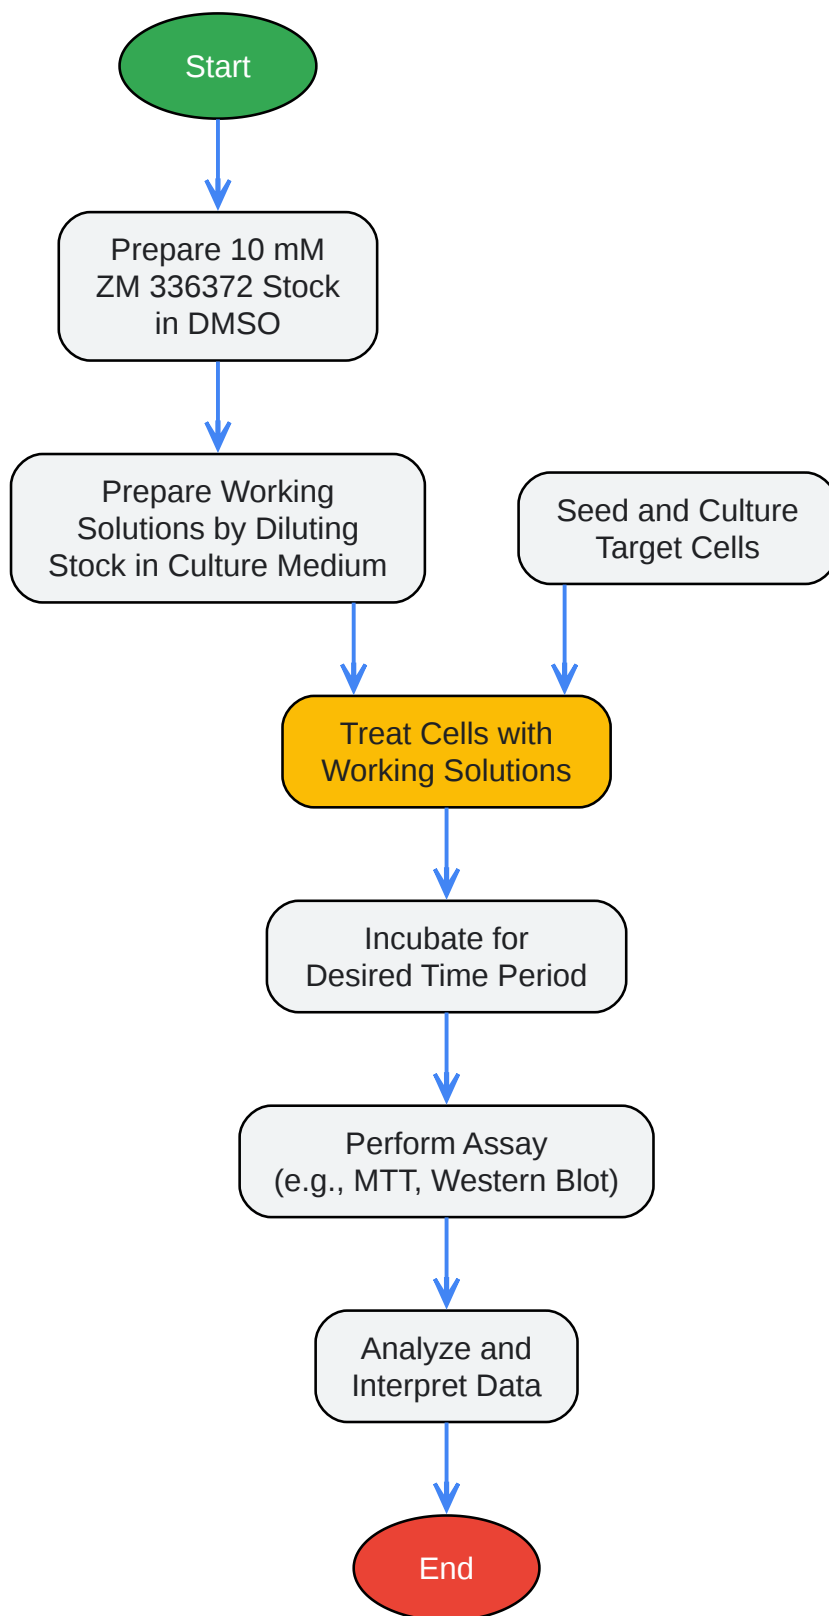 Start
Prepare 10 mM
ZM 336372 Stock
in DMSO
Prepare Working
Solutions by Diluting
Stock in Culture Medium
Seed and Culture
Target Cells
Treat Cells with
Working Solutions
Incubate for
Desired Time Period
Perform Assay
(e.g., MTT, Western Blot)
Analyze and
Interpret Data
End